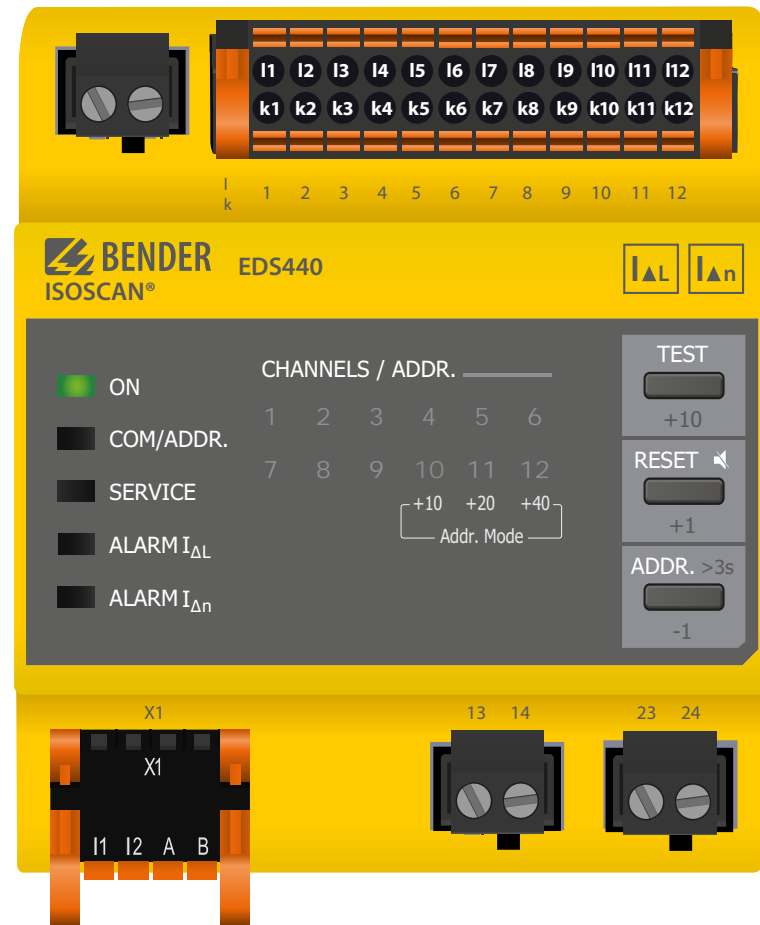 l1 l2 l3 l4 l5 l6 l7 l8 l9 l10 l11 l12
k1 k2 k3 k4 k5 k6 k7 k8 k9 k10 k11 k12
l
k
1 2 3 4 5 6 7 8 9 10 11 12
BENDER
ISOSCAN®
EDS440
I▲L
I▲n
ON
COM/ADDR.
SERVICE
ALARM IΔL
ALARM IΔn
CHANNELS / ADDR.
1 2 3 4 5 6
7 8 9 10 11 12
+10 +20 +40
Addr. Mode
TEST
+10
RESET
+1
ADDR. >3s
-1
X1
13 14
23 24
X1
I1 I2 A B